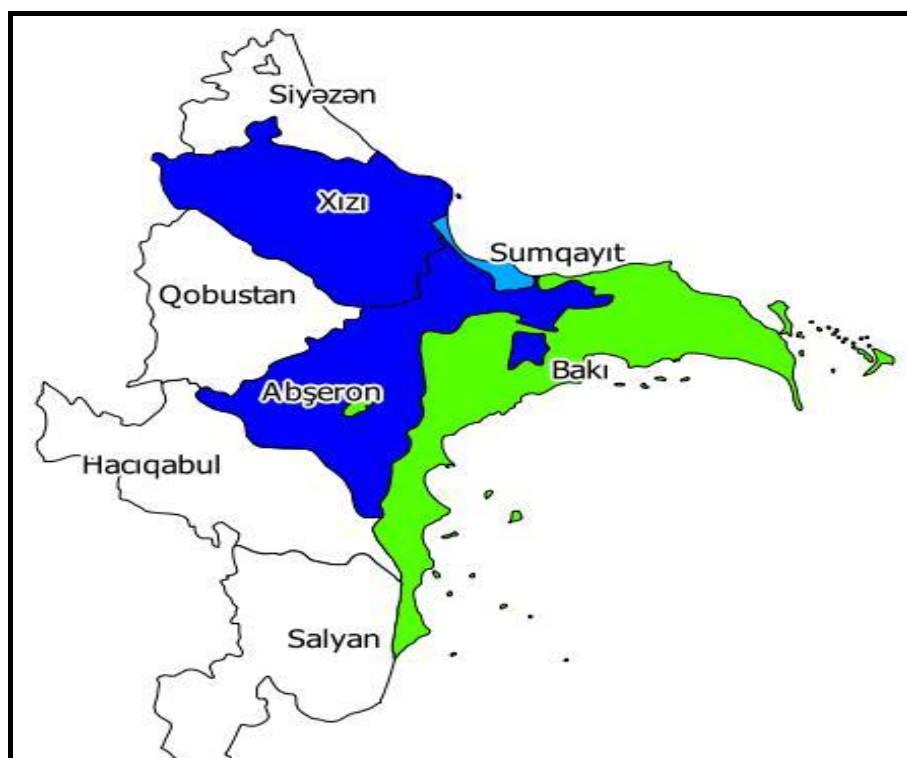 Siyəzən
Xızı
Sumqayıt
Qobustan
Bakı
Abşeron
Hacıqabul
Salyan